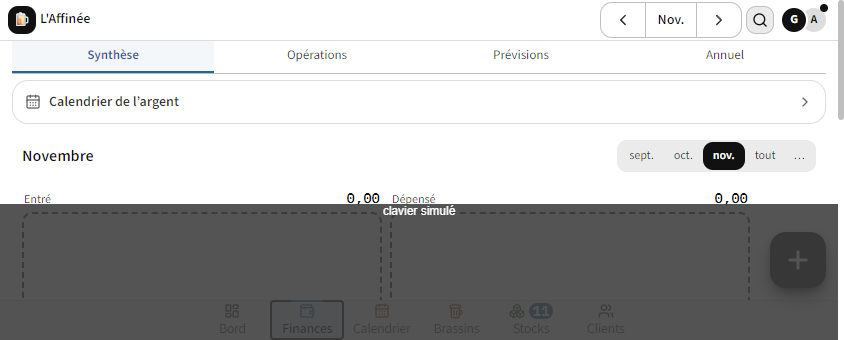 L'Affinée
Nov.
G
A
Synthèse
Opérations
Prévisions
Annuel
Calendrier de l’argent
Novembre
sept.
oct.
nov.
tout
...
Entré
0,00
Dépensé
0,00
clavier simulé
Bord
Finances
Calendrier
Brassins
11
Stocks
Clients